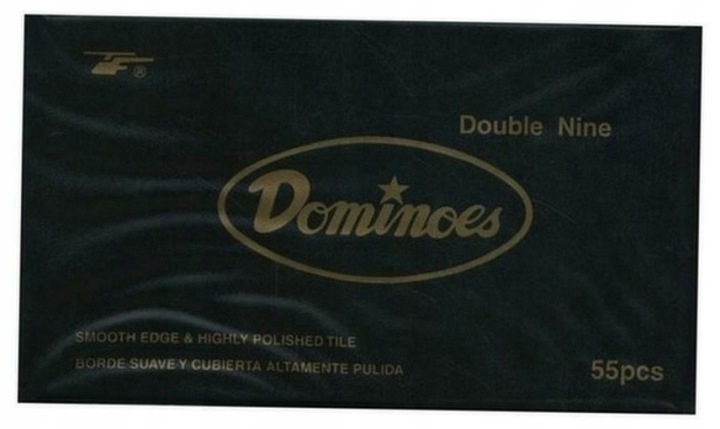 ®
Double Nine
Dominoes
SMOOTH EDGE & HIGHLY POLISHED TILE
BORDE SUAVE Y CUBIERTA ALTAMENTE PULIDA
55pcs